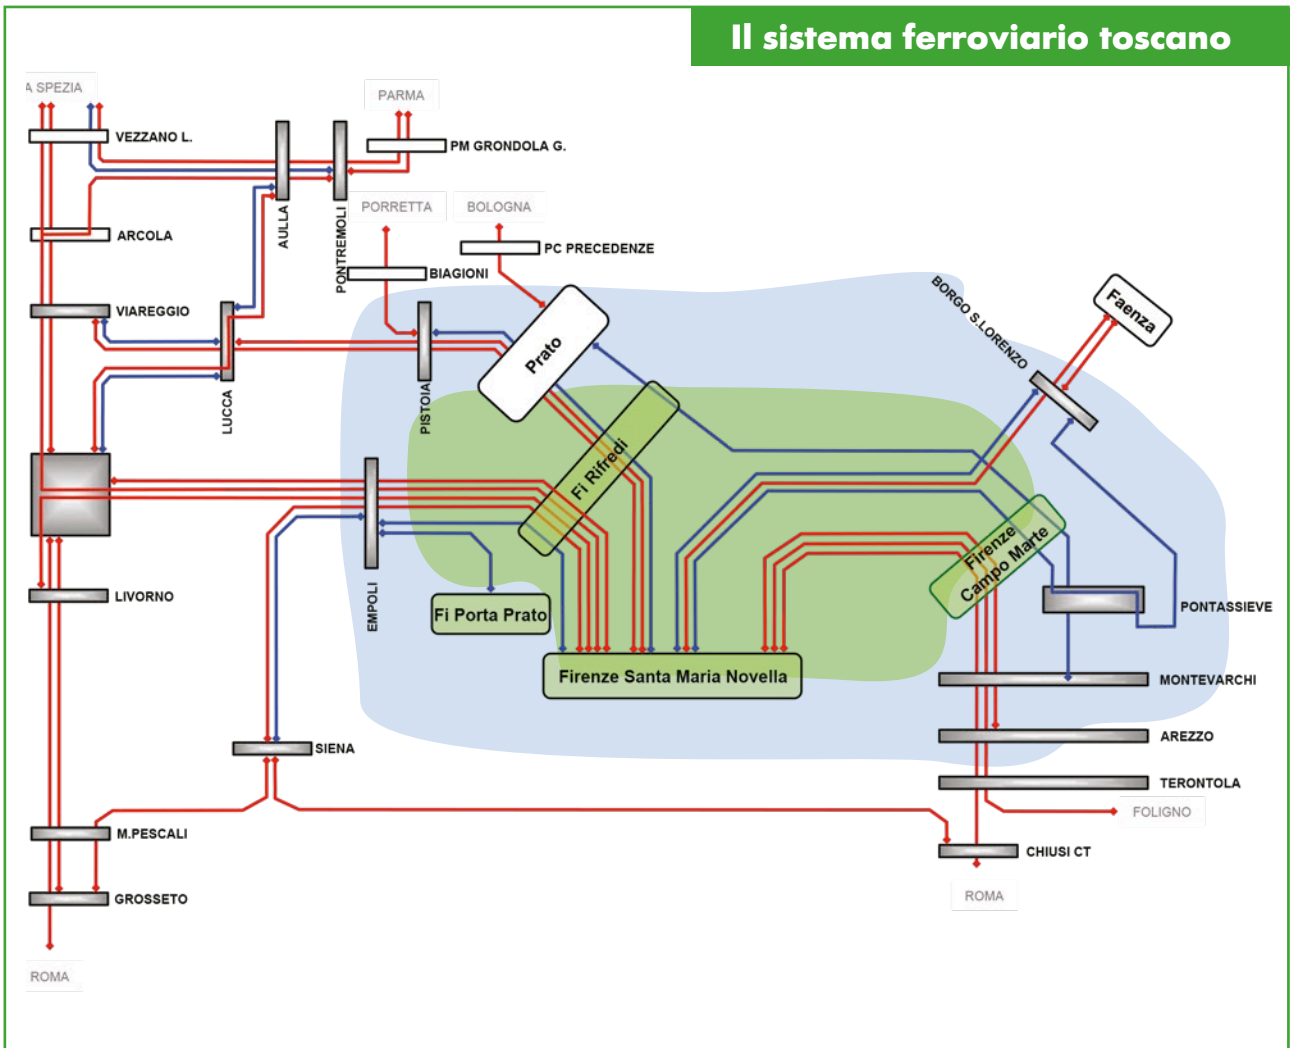 Il sistema ferroviario toscano
A SPEZIA
PARMA
VEZZANO L.
PM GRONDOLA G.
AULLA
PONTREMOLI
PORRETTA
BOLOGNA
ARCOLA
PC PRECEDENZE
BIAGIONI
BORGO S.LORENZO
Faenza
VIAREGGIO
Prato
LUCCA
PISTOIA
Fi Rifredi
Firenze
Campo Marte
EMPOLI
LIVORNO
Fi Porta Prato
PONTASSIEVE
Firenze Santa Maria Novella
MONTEVARCHI
SIENA
AREZZO
TERONTOLA
FOLIGNO
M.PESCALI
CHIUSI CT
GROSSETO
ROMA
ROMA